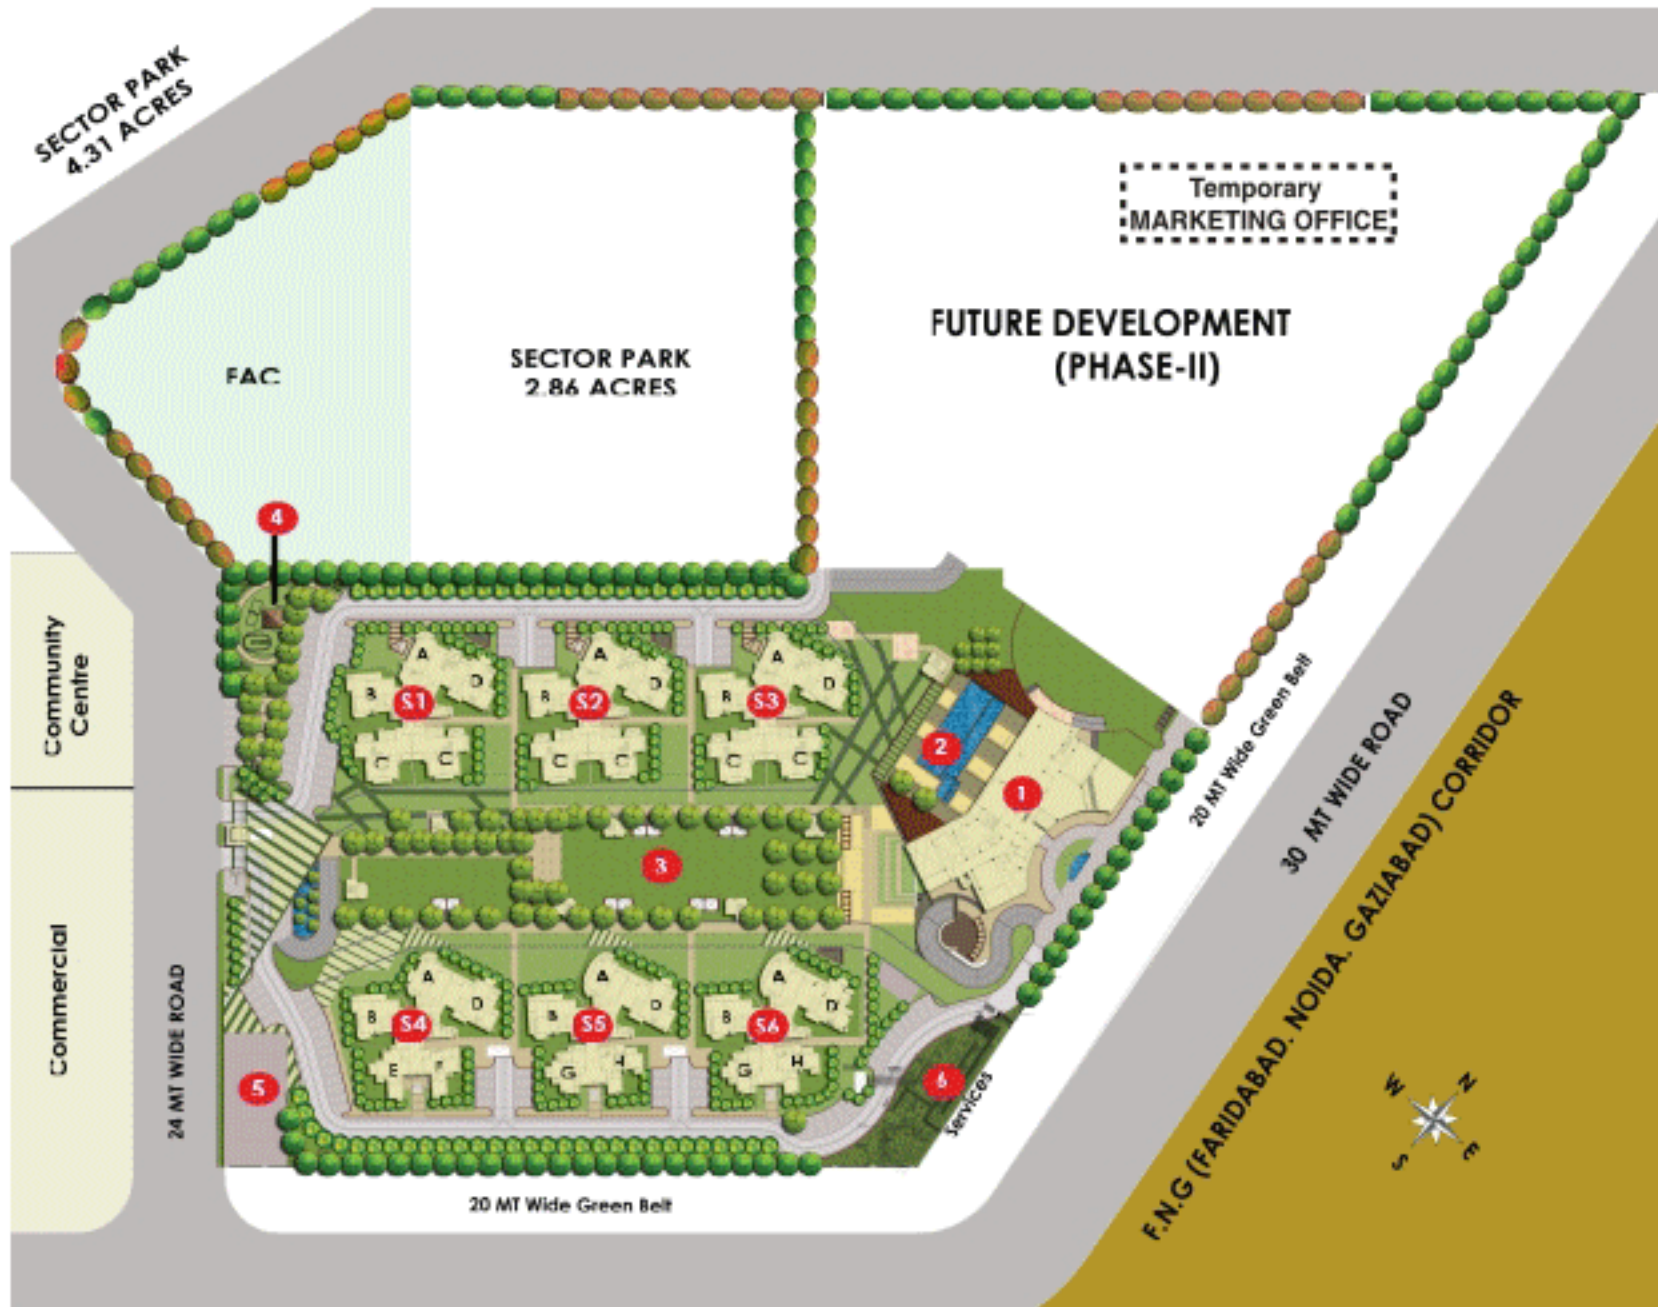 SECTOR PARK
4.31 ACRES
Temporary
MARKETING OFFICE
FUTURE DEVELOPMENT
(PHASE-II)
SECTOR PARK
2.86 ACRES
FAC
4
Community
Centre
Commercial
24 MT WIDE ROAD
A
B
S1
D
C
C
A
B
S2
D
C
C
A
B
S3
D
C
C
2
1
3
A
B
S4
D
E
F
A
B
S5
D
G
H
A
B
S6
D
G
H
5
6
Services
20 MT Wide Green Belt
20 MT Wide Green Belt
30 MT WIDE ROAD
F.N.G (FARIDABAD. NOIDA. GAZIABAD) CORRIDOR
W
N
S
E